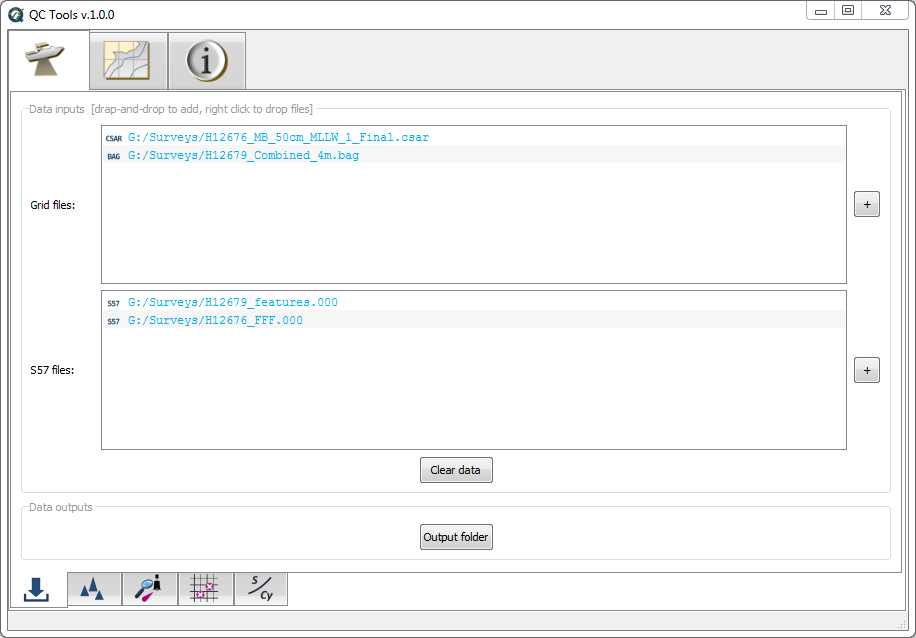 QC Tools v.1.0.0
i
Data inputs [drap-and-drop to add, right click to drop files]
Grid files:
CSAR G:/Surveys/H12676_MB_50cm_MLLW_1_Final.csar
BAG G:/Surveys/H12679_Combined_4m.bag
+
S57 files:
S57 G:/Surveys/H12679_features.000
S57 G:/Surveys/H12676_FFF.000
+
Clear data
Data outputs
Output folder
S/Cy